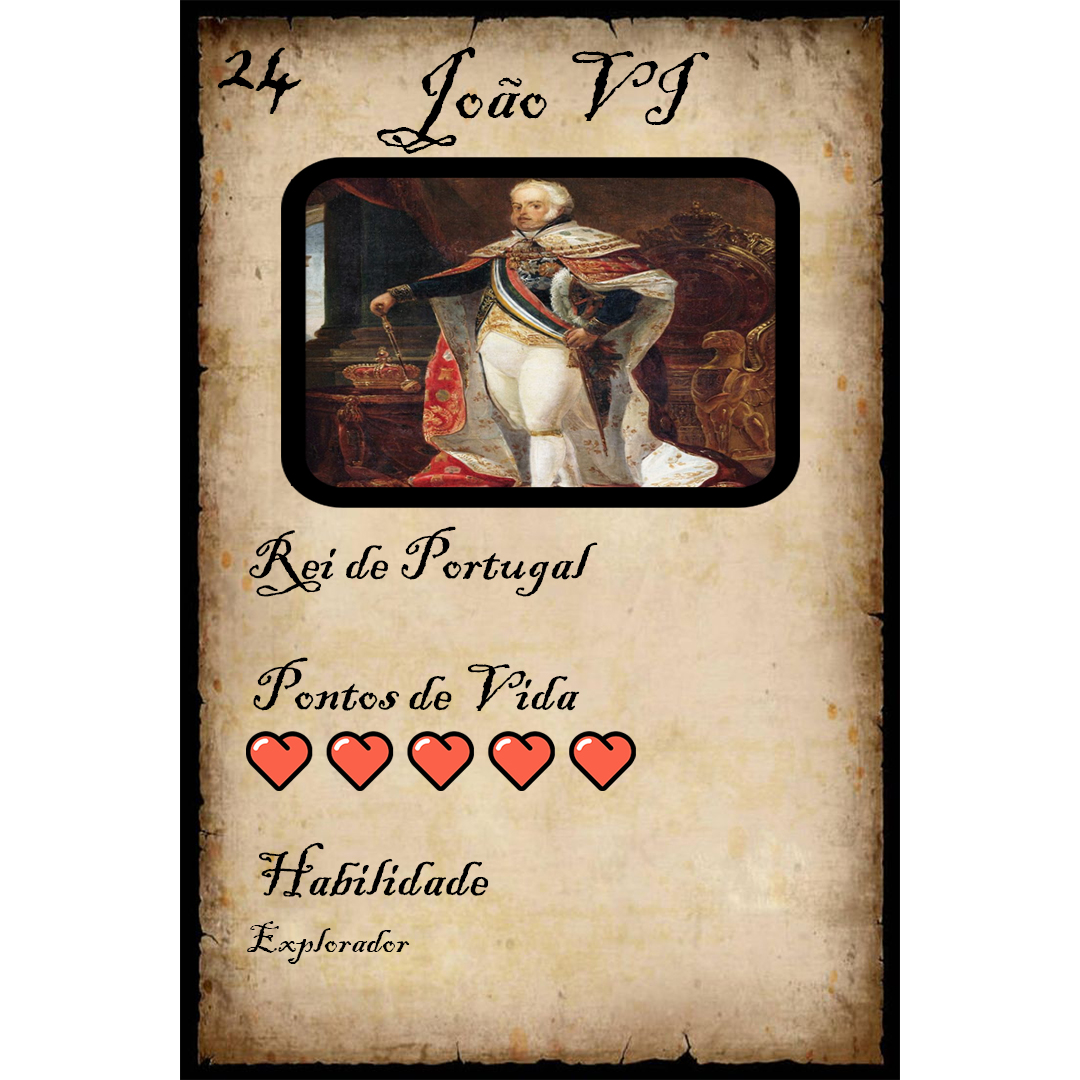 24
João VI
Rei de Portugal
Pontos de Vida
Habilidade
Explorador